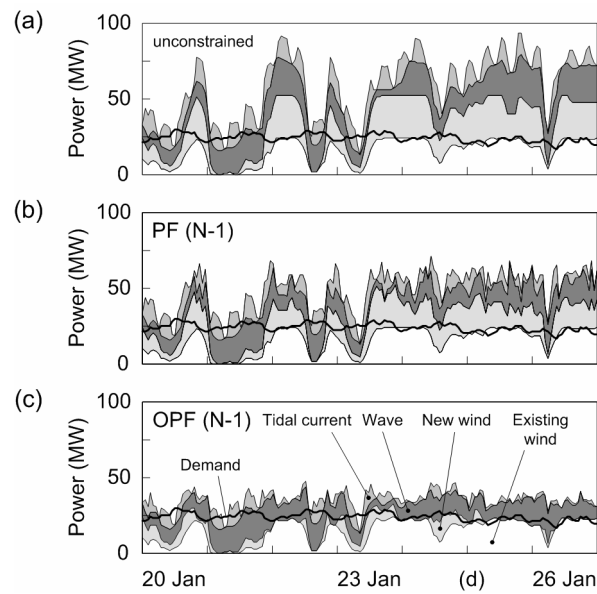 (a)
100
unconstrained
Power (MW)
50
0
(b)
100
PF (N-1)
Power (MW)
50
0
(c)
100
OPF (N-1)
Tidal current
Wave
New wind
Existing
wind
Demand
Power (MW)
50
0
20 Jan
23 Jan
(d)
26 Jan